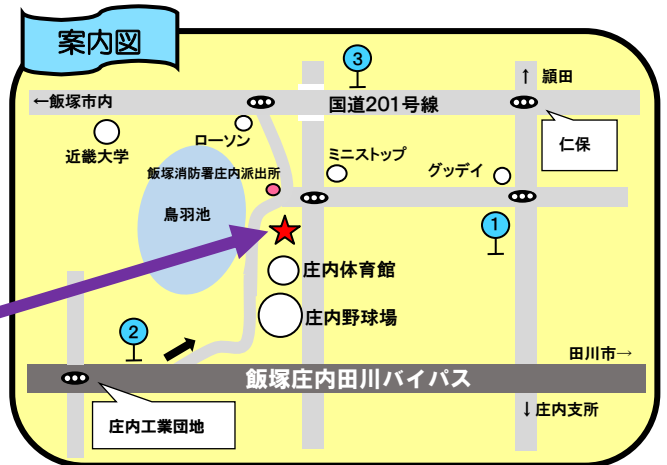 案内図
3
↑ 頴田
←飯塚市内
国道201号線
ローソン
仁保
近畿大学
ミニストップ
グッデイ
飯塚消防署庄内派出所
鳥羽池
1
庄内体育館
庄内野球場
2
田川市→
飯塚庄内田川バイパス
庄内工業団地
↓庄内支所